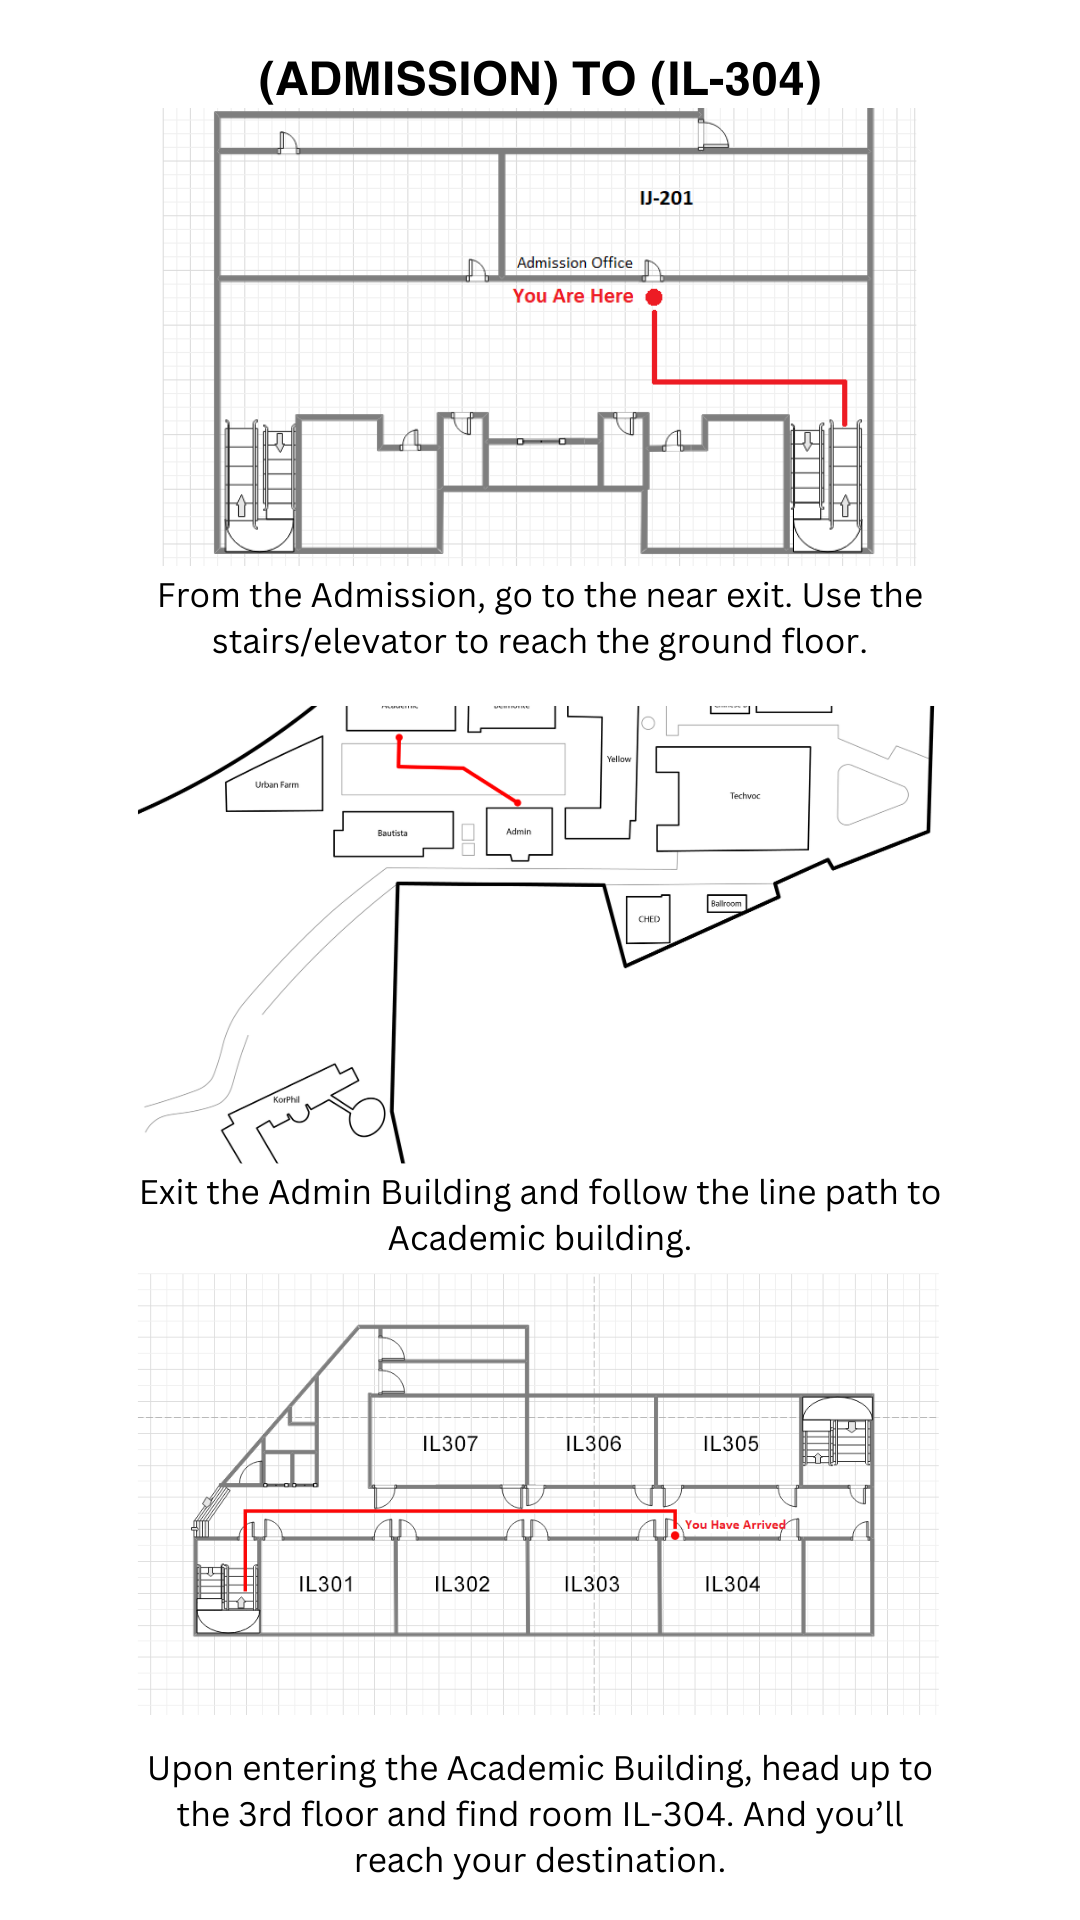 (ADMISSION) TO (IL-304)
IJ-201
Admission Office
You Are Here
From the Admission, go to the near exit. Use the
stairs/elevator to reach the ground floor.
Academic
Belmonte
Yellow
Urban Farm
Techvoc
Bautista
Admin
CHED
Ballroom
KorPhil
Exit the Admin Building and follow the line path to
Academic building.
IL307
IL306
IL305
You Have Arrived
IL301
IL302
IL303
IL304
Upon entering the Academic Building, head up to
the 3rd floor and find room IL-304. And you’ll
reach your destination.